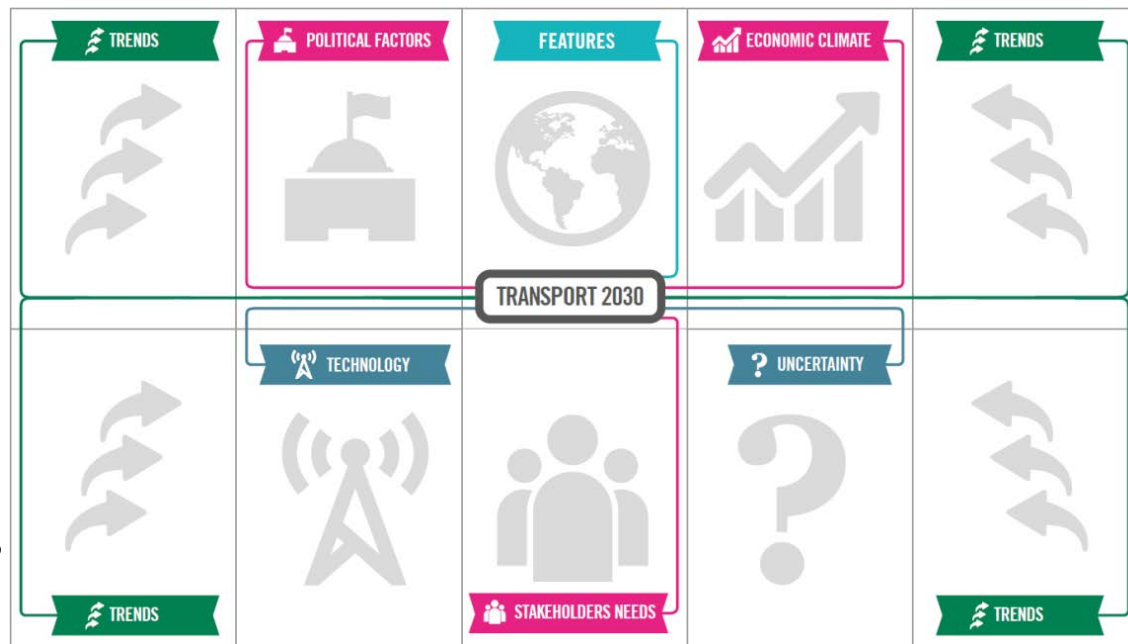 TRENDS
POLITICAL FACTORS
FEATURES
ECONOMIC CLIMATE
TRENDS
TRANSPORT 2030
TECHNOLOGY
? UNCERTAINTY
?
TRENDS
STAKEHOLDERS NEEDS
TRENDS